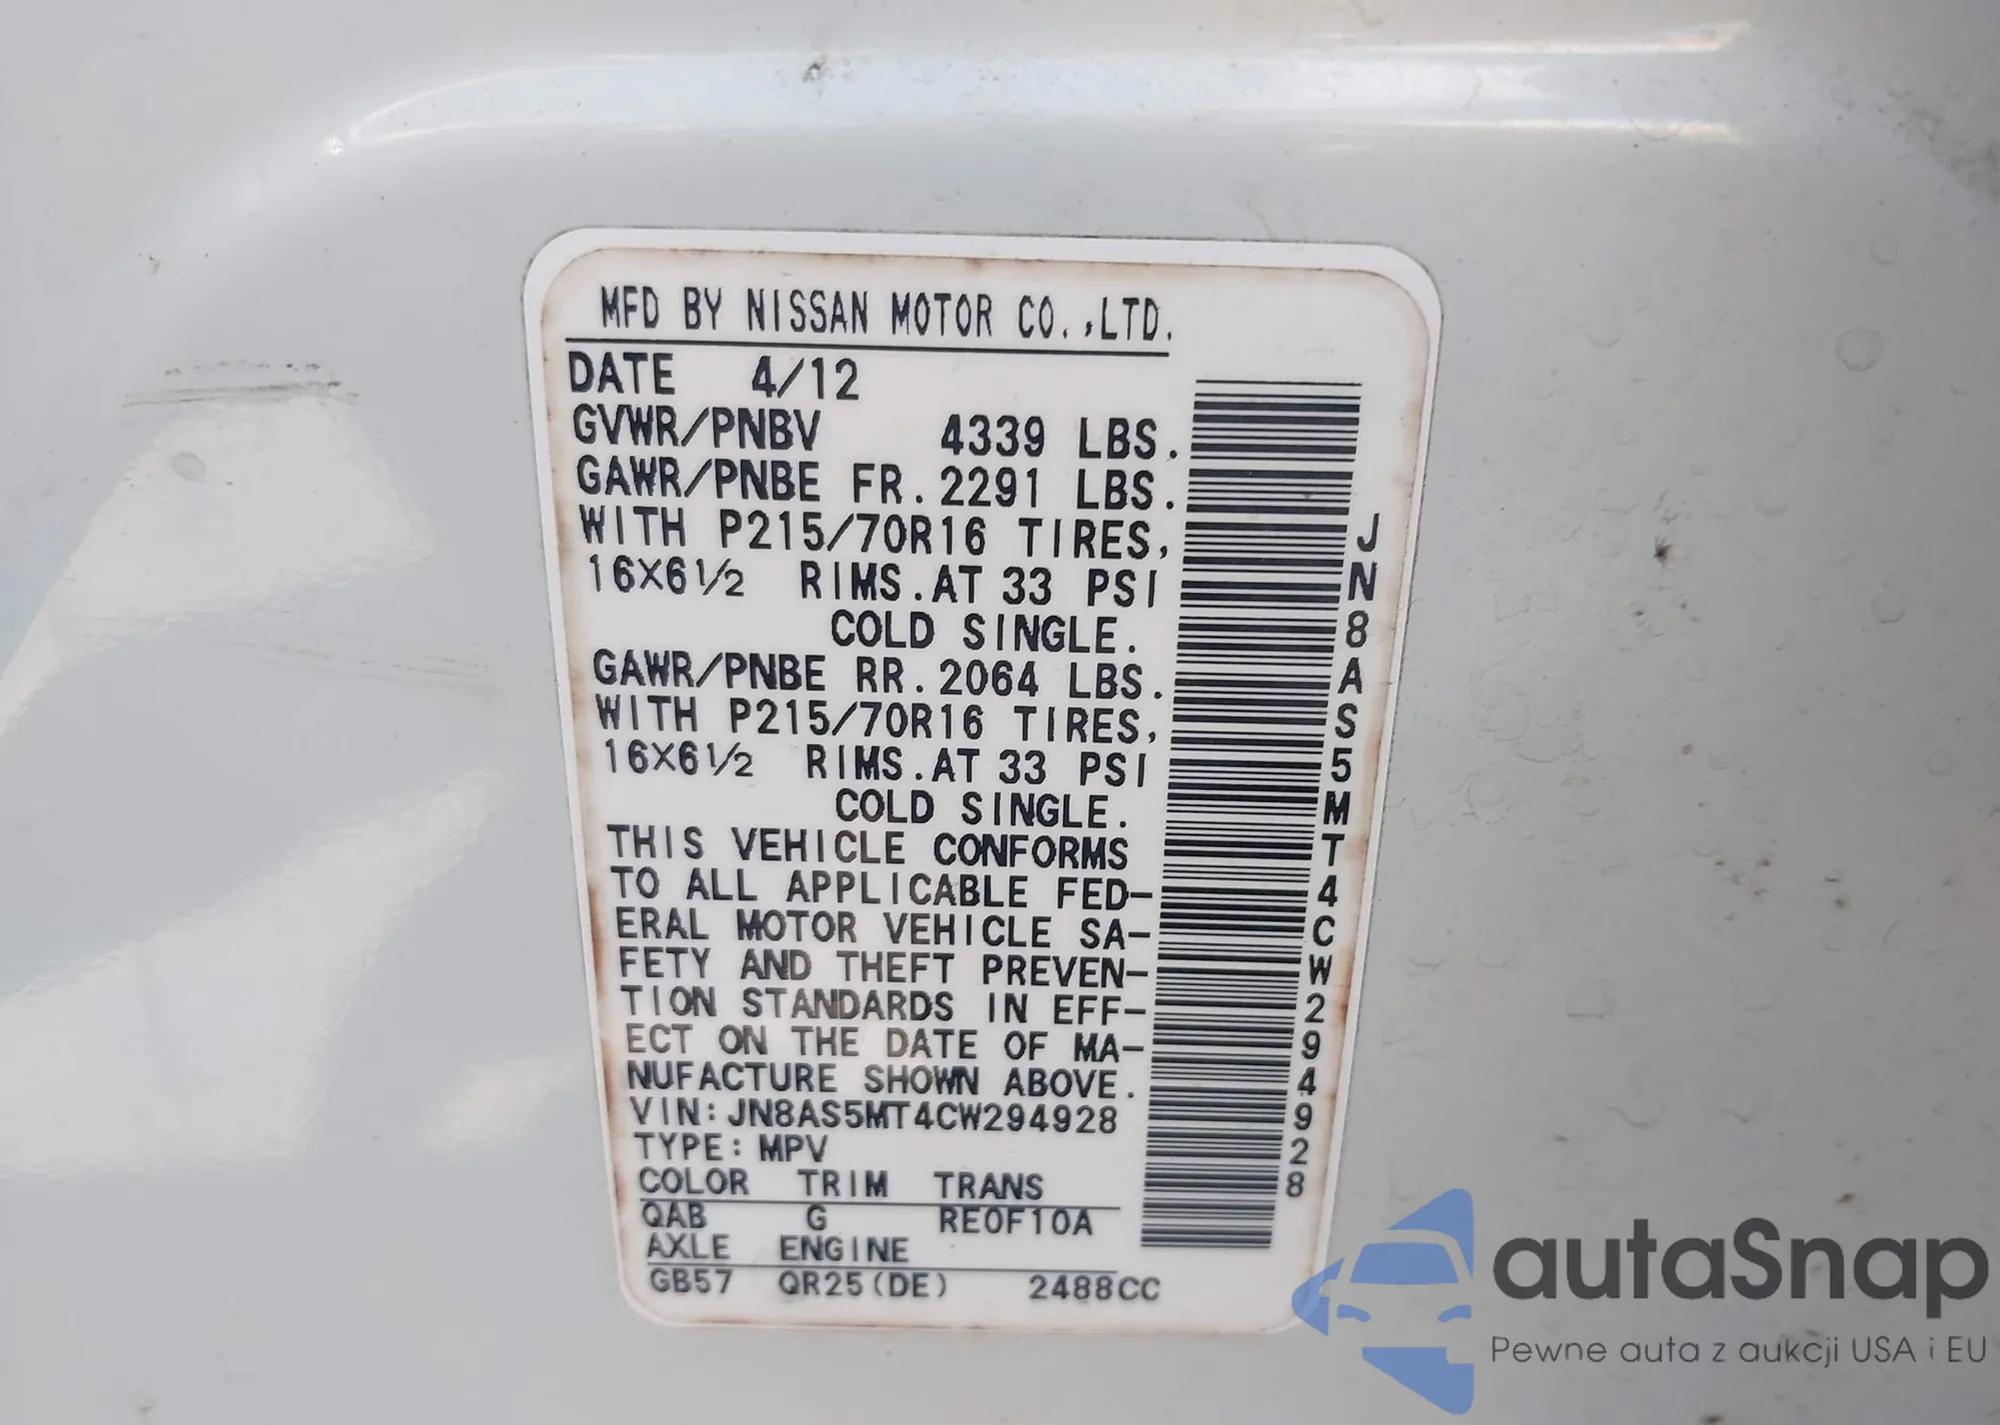 MFD BY NISSAN MOTOR CO.,LTD.
DATE 4/12
GVWR/PNBV 4339 LBS.
GAWR/PNBE FR.2291 LBS.
WITH P215/70R16 TIRES,
16X6½ RIMS.AT 33 PSI
COLD SINGLE.
GAWR/PNBE RR.2064 LBS.
WITH P215/70R16 TIRES,
16X6½ RIMS.AT 33 PSI
COLD SINGLE.
THIS VEHICLE CONFORMS
TO ALL APPLICABLE FED-
ERAL MOTOR VEHICLE SA-
FETY AND THEFT PREVEN-
TION STANDARDS IN EFF-
ECT ON THE DATE OF MA-
NUFACTURE SHOWN ABOVE.
VIN:JN8AS5MT4CW294928
TYPE:MPV
COLOR TRIM TRANS
QAB G RE0F10A
AXLE ENGINE
GB57 QR25(DE) 2488CC
JN8AS5MT4CW294928
autaSnap
Pewne auta z aukcji USA i EU